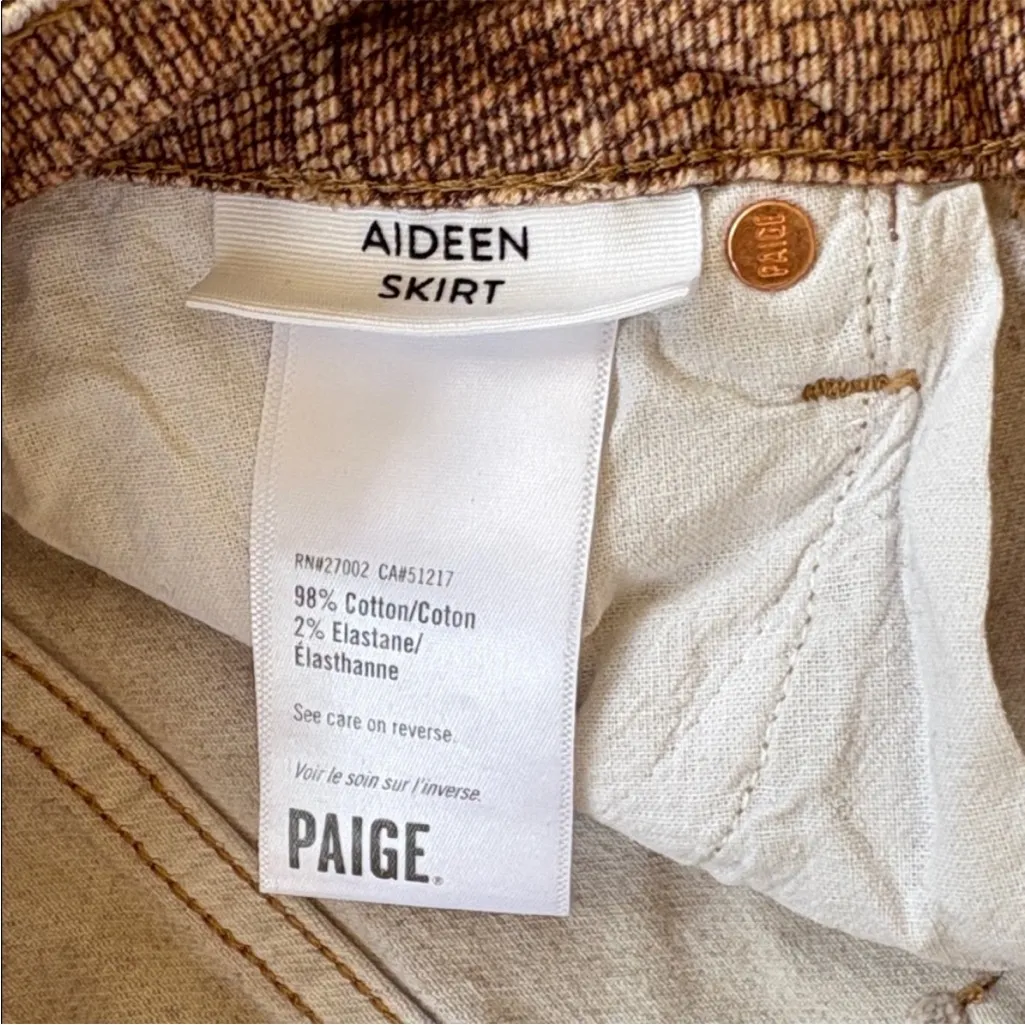 AIDEEN
SKIRT
PAIGE
RN#27002 CA#51217
98% Cotton/Coton
2% Elastane/
Élasthanne
See care on reverse.
Voir le soin sur l'inverse.
PAIGE®